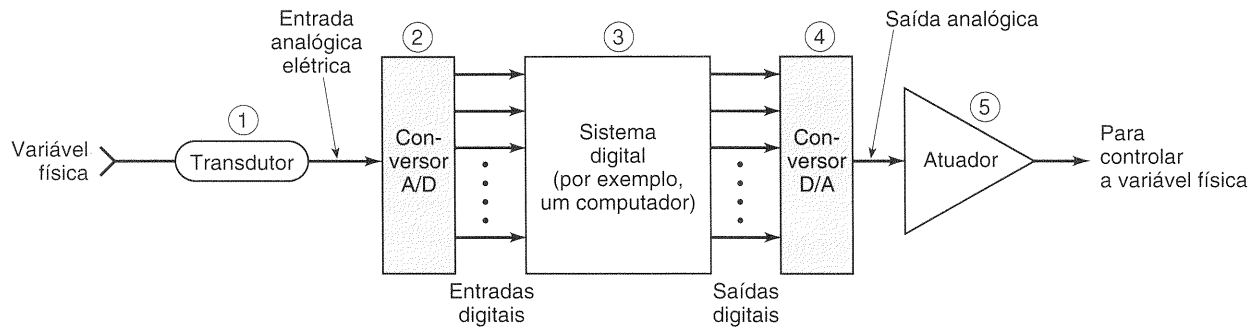 Variável
física
1
Transdutor
Entrada
analógica
elétrica
2
Con-
versor
A/D
Entradas
digitais
3
Sistema
digital
(por exemplo,
um computador)
Saídas
digitais
4
Con-
versor
D/A
Saída analógica
5
Atuador
Para
controlar
a variável física